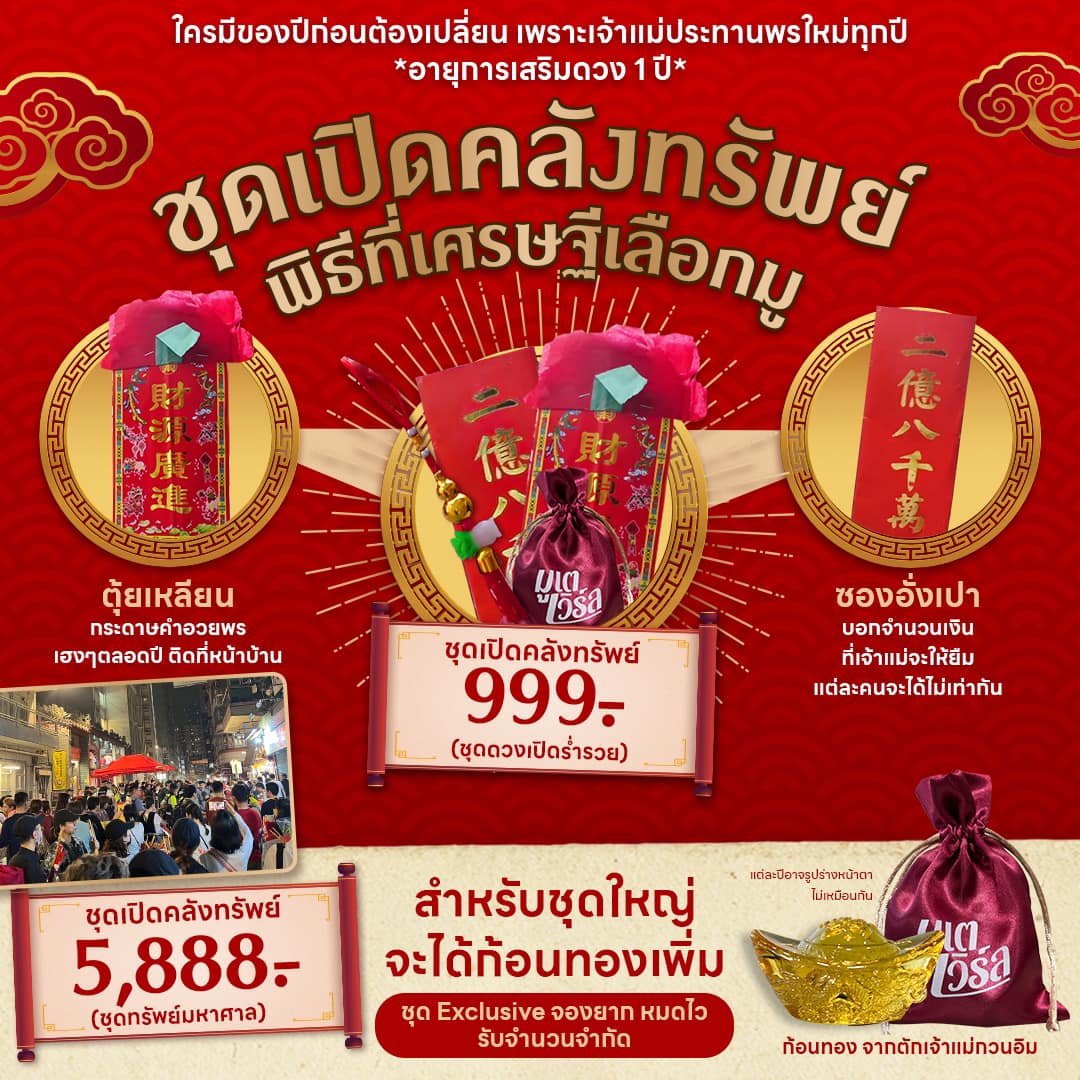 ใครมีของปีก่อนต้องเปลี่ยน เพราะเจ้าแม่ประทานพรใหม่ทุกปี
*อายุการเสริมดวง 1 ปี*
ชุดเปิดคลังทรัพย์
พิธีที่เศรษฐีเลือกมู
財源廣進
二億八
財源
二億八千萬
มูเต
เวิร์ล
ตุ้ยเหลียน
กระดาษคำอวยพร
เฮงๆตลอดปี ติดที่หน้าบ้าน
ชุดเปิดคลังทรัพย์
999.-
(ชุดดวงเปิดร่ำรวย)
ซองอั่งเปา
บอกจำนวนเงิน
ที่เจ้าแม่จะให้ยืม
แต่ละคนจะได้ไม่เท่ากัน
ชุดเปิดคลังทรัพย์
5,888.-
(ชุดทรัพย์มหาศาล)
สำหรับชุดใหญ่
จะได้ก้อนทองเพิ่ม
ชุด Exclusive จองยาก หมดไว
รับจำนวนจำกัด
แต่ละปีอาจรูปร่างหน้าตา
ไม่เหมือนกัน
มูเต
เวิร์ล
ก้อนทอง จากตักเจ้าแม่กวนอิม